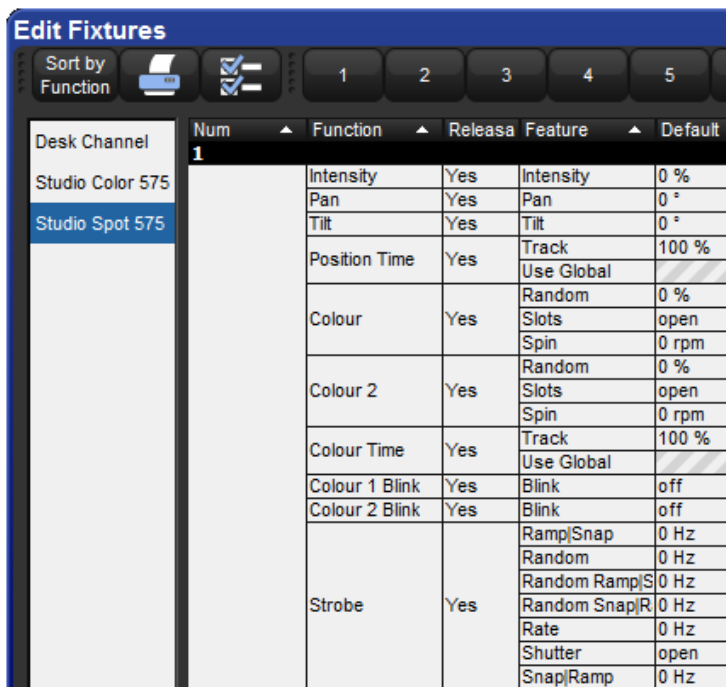 Edit Fixtures
Sort by
Function
1 2 3 4 5
Desk Channel
Studio Color 575
Studio Spot 575
Num Function Releasa Feature Default
1
Intensity Yes Intensity 0 %
Pan Yes Pan 0 °
Tilt Yes Tilt 0 °
Position Time Yes Track 100 %
Use Global
Colour Yes Random 0 %
Slots open
Spin 0 rpm
Colour 2 Yes Random 0 %
Slots open
Spin 0 rpm
Colour Time Yes Track 100 %
Use Global
Colour 1 Blink Yes Blink off
Colour 2 Blink Yes Blink off
Strobe Yes Ramp|Snap 0 Hz
Random 0 Hz
Random Ramp|S 0 Hz
Random Snap|R 0 Hz
Rate 0 Hz
Shutter open
Snap|Ramp 0 Hz